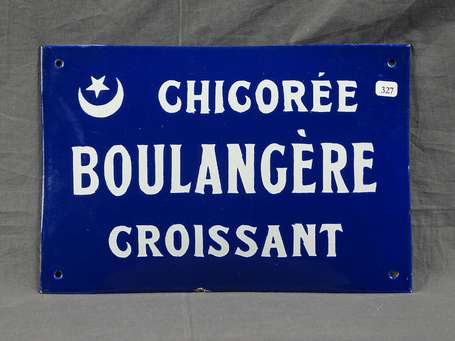 CHICORÉE
327
BOULANGÈRE
CROISSANT